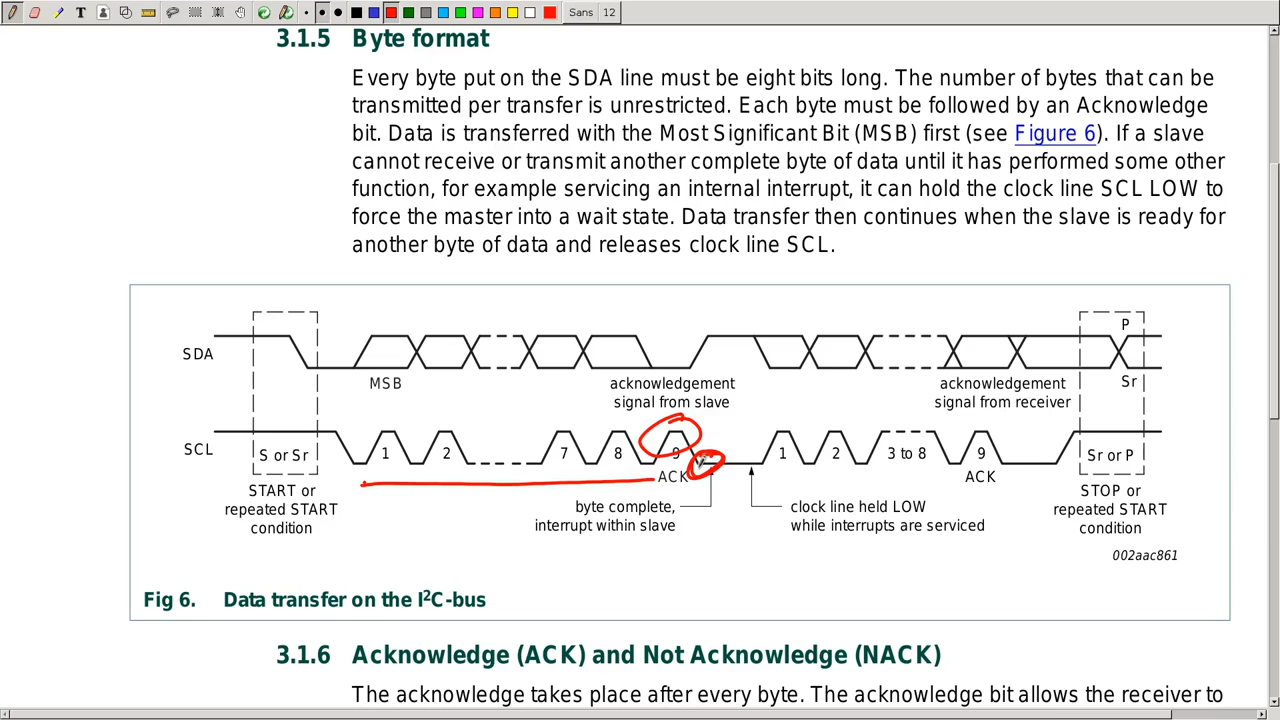 Sans 12
3.1.5 Byte format
Every byte put on the SDA line must be eight bits long. The number of bytes that can be
transmitted per transfer is unrestricted. Each byte must be followed by an Acknowledge
bit. Data is transferred with the Most Significant Bit (MSB) first (see Figure 6). If a slave
cannot receive or transmit another complete byte of data until it has performed some other
function, for example servicing an internal interrupt, it can hold the clock line SCL LOW to
force the master into a wait state. Data transfer then continues when the slave is ready for
another byte of data and releases clock line SCL.
P
SDA
MSB
acknowledgement
signal from slave
acknowledgement
signal from receiver
Sr
SCL
S or Sr
1 2 7 8 9 1 2 3 to 8 9
Sr or P
ACK
ACK
START or
repeated START
condition
byte complete,
interrupt within slave
clock line held LOW
while interrupts are serviced
STOP or
repeated START
condition
002aac861
Fig 6. Data transfer on the I²C-bus
3.1.6 Acknowledge (ACK) and Not Acknowledge (NACK)
The acknowledge takes place after every byte. The acknowledge bit allows the receiver to